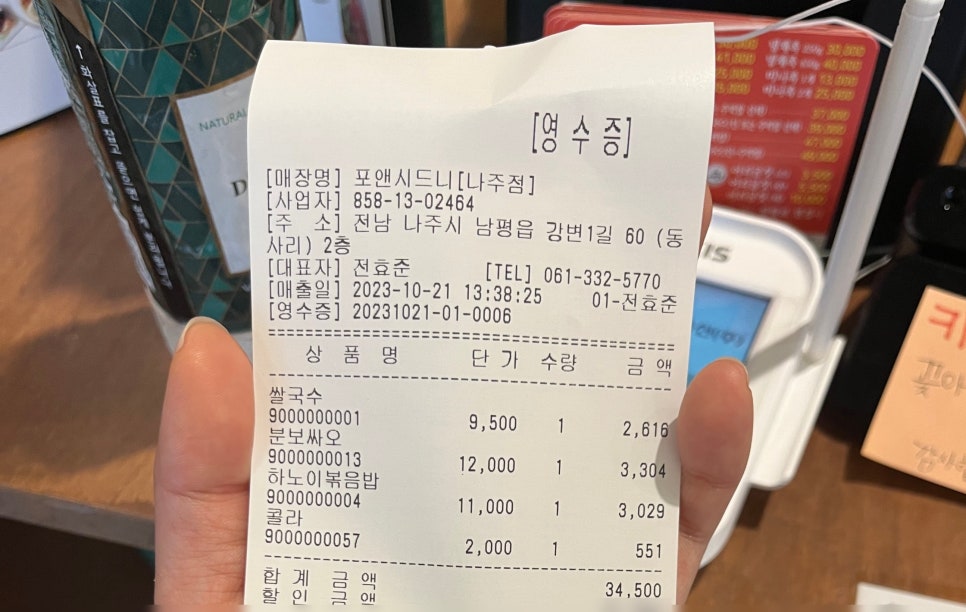 [영수증]
[매장명] 포앤시드니[나주점]
[사업자] 858-13-02464
[주 소] 전남 나주시 남평읍 강변1길 60 (동
사리) 2층
[대표자] 전효준 [TEL] 061-332-5770
[매출일] 2023-10-21 13:38:25 01-전효준
[영수증] 20231021-01-0006
상 품 명 단 가 수량 금 액
쌀국수
9000000001 9,500 1 2,616
분보싸오
9000000013 12,000 1 3,304
하노이볶음밥
9000000004 11,000 1 3,029
콜라
9000000057 2,000 1 551
합 계 금 액 34,500
할 인 금 액
NATURAL